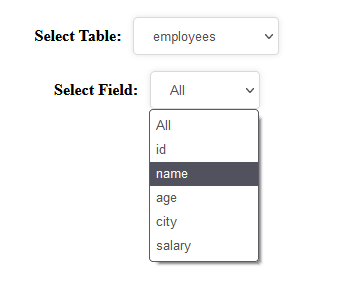 Select Table: employees
Select Field: All
All
id
name
age
city
salary